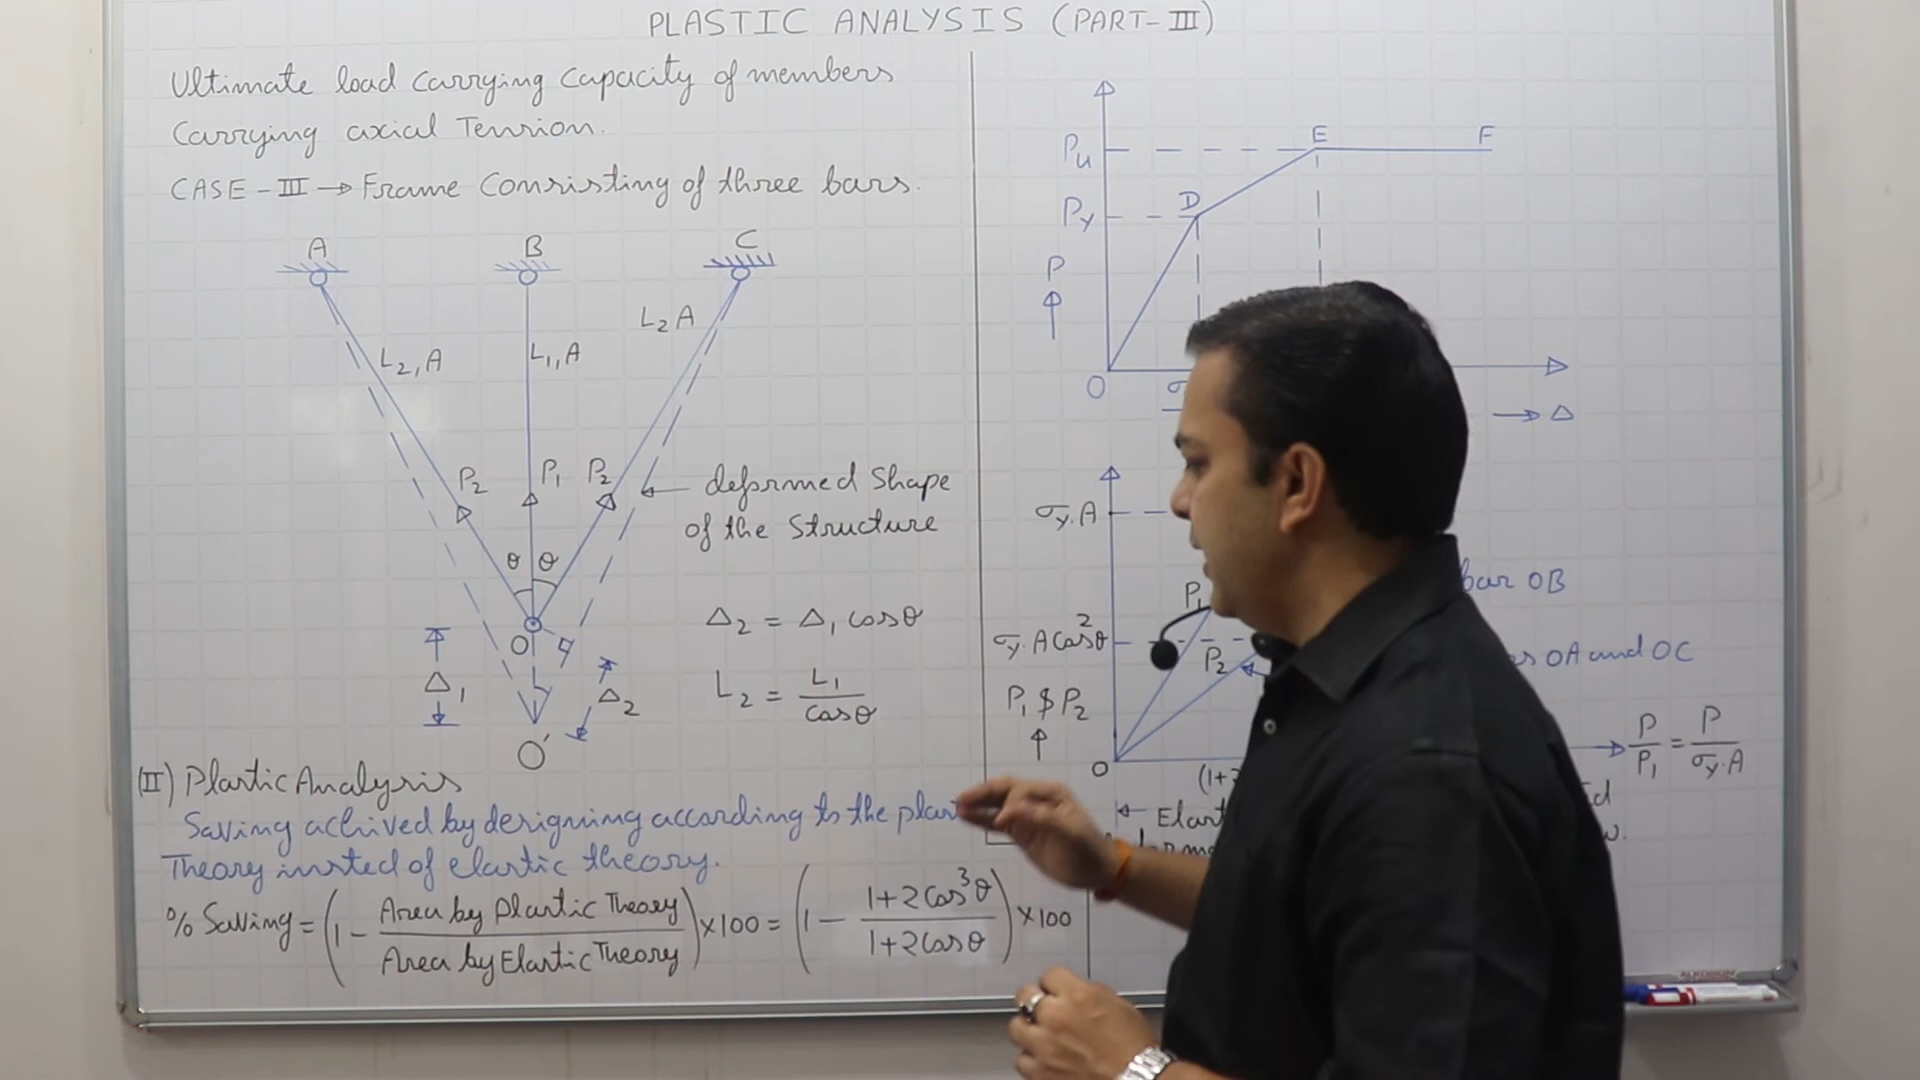 PLASTIC ANALYSIS (PART-III)
Ultimate load carrying capacity of members
Carrying axial Tension.
CASE-III → Frame Consisting of three bars.
A
B
C
L₂, A
L₁, A
L₂ A
P₂
P₁
P₂
θ
θ
O
O′
Δ₁
Δ₂
deformed Shape
of the Structure
Δ₂ = Δ₁ cosθ
L₂ = L₁/cosθ
(II) Plastic Analysis
Saving achived by designing according to the
Theory insted of elastic theory.
% Saving = (1 - Area by Plastic Theory/Area by Elastic Theory) × 100 = (1 - 1+2cos³θ/1+2cosθ) × 100
Pu
Py
P
D
E
F
O
→ Δ
σy.A
σy.Acos²θ
P₁
P₂
P₁ & P₂
O
(1+2
bar OB
OA and OC
P/P₁ = P/σy.A